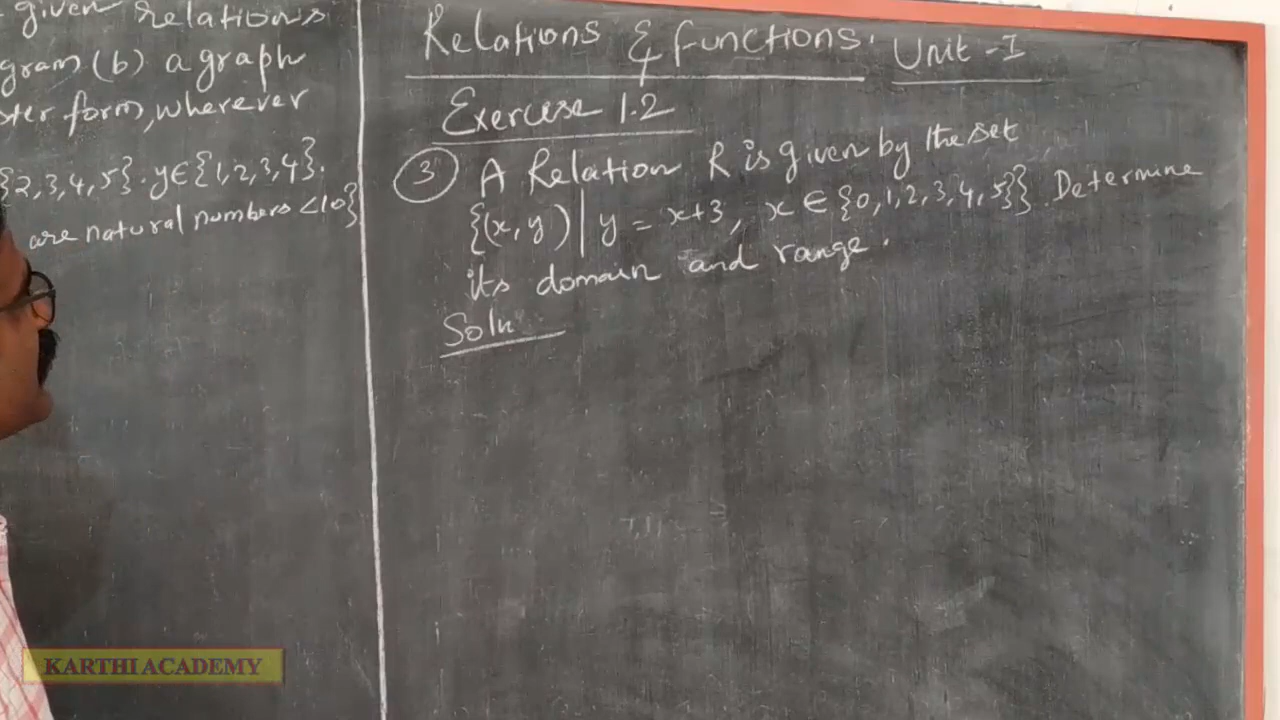 given relations
gram (b) a graph
ster form, wherever
{2,3,4,5}. y∈{1,2,3,4}.
are natural numbers <10}
Relations & functions. Unit -I
Exercise 1.2
③ A Relation R is given by the set
{(x, y) | y = x+3, x ∈ {0,1,2,3,4,5}}. Determine
its domain and range.
Soln
KARTHI ACADEMY